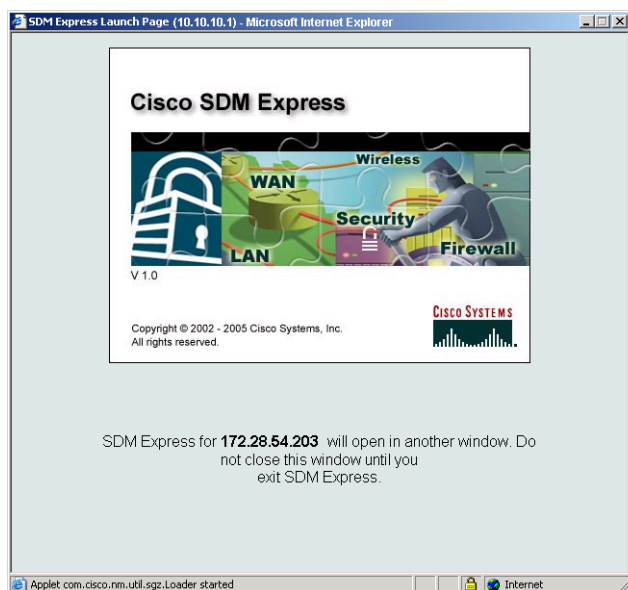 SDM Express Launch Page (10.10.10.1) - Microsoft Internet Explorer
Cisco SDM Express
Wireless
WAN
Security
LAN
Firewall
V 1.0
CISCO SYSTEMS
Copyright © 2002 - 2005 Cisco Systems, Inc.
All rights reserved.
SDM Express for 172.28.54.203 will open in another window. Do
not close this window until you
exit SDM Express.
Applet com.cisco.nm.util.sgz.Loader started
Internet